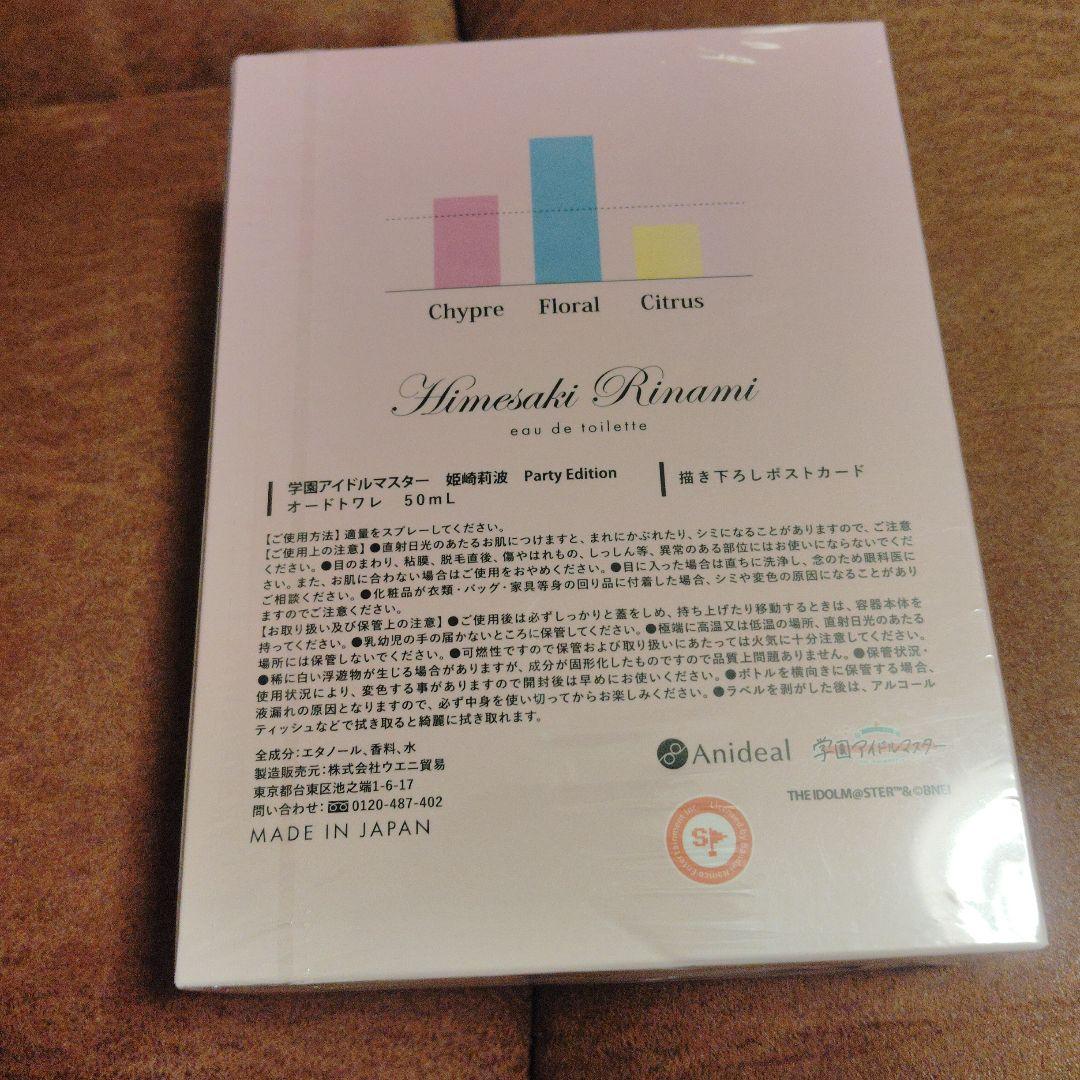 Chypre Floral Citrus
Himesaki Rinami
eau de toilette
学園アイドルマスター 姫崎莉波 Party Edition
オードトワレ 50mL
描き下ろしポストカード
【ご使用方法】適量をスプレーしてください。
【ご使用上の注意】●直射日光のあたるお肌につけますと、まれにかぶれたり、シミになることがありますので、ご注意
ください。●目のまわり、粘膜、脱毛直後、傷やはれもの、しっしん等、異常のある部位にはお使いにならないでくだ
さい。また、お肌に合わない場合はご使用をおやめください。●目に入った場合は直ちに洗浄し、念のため眼科医に
ご相談ください。●化粧品が衣類・バッグ・家具等身の回り品に付着した場合、シミや変色の原因になることがあり
ますのでご注意ください。
【お取り扱い及び保管上の注意】●ご使用後は必ずしっかりと蓋をしめ、持ち上げたり移動するときは、容器本体を
持ってください。●乳幼児の手の届かないところに保管してください。●極端に高温又は低温の場所、直射日光のあたる
場所には保管しないでください。●可燃性ですので保管および取り扱いにあたっては火気に十分注意してください。
●稀に白い浮遊物が生じる場合がありますが、成分が固形化したものですので品質上問題ありません。●保管状況・
使用状況により、変色する事がありますので開封後は早めにお使いください。●ボトルを横向きに保管する場合、
液漏れの原因となりますので、必ず中身を使い切ってからお楽しみください。●ラベルを剥がした後は、アルコール
ティッシュなどで拭き取ると綺麗に拭き取れます。
全成分：エタノール、香料、水
製造販売元：株式会社ウエニ貿易
東京都台東区池之端1-6-17
問い合わせ：0120-487-402
MADE IN JAPAN
Anideal
学園アイドルマスター
THE IDOLM@STER™&©BNEI
Licensed by Bandai Namco Entertainment Inc.